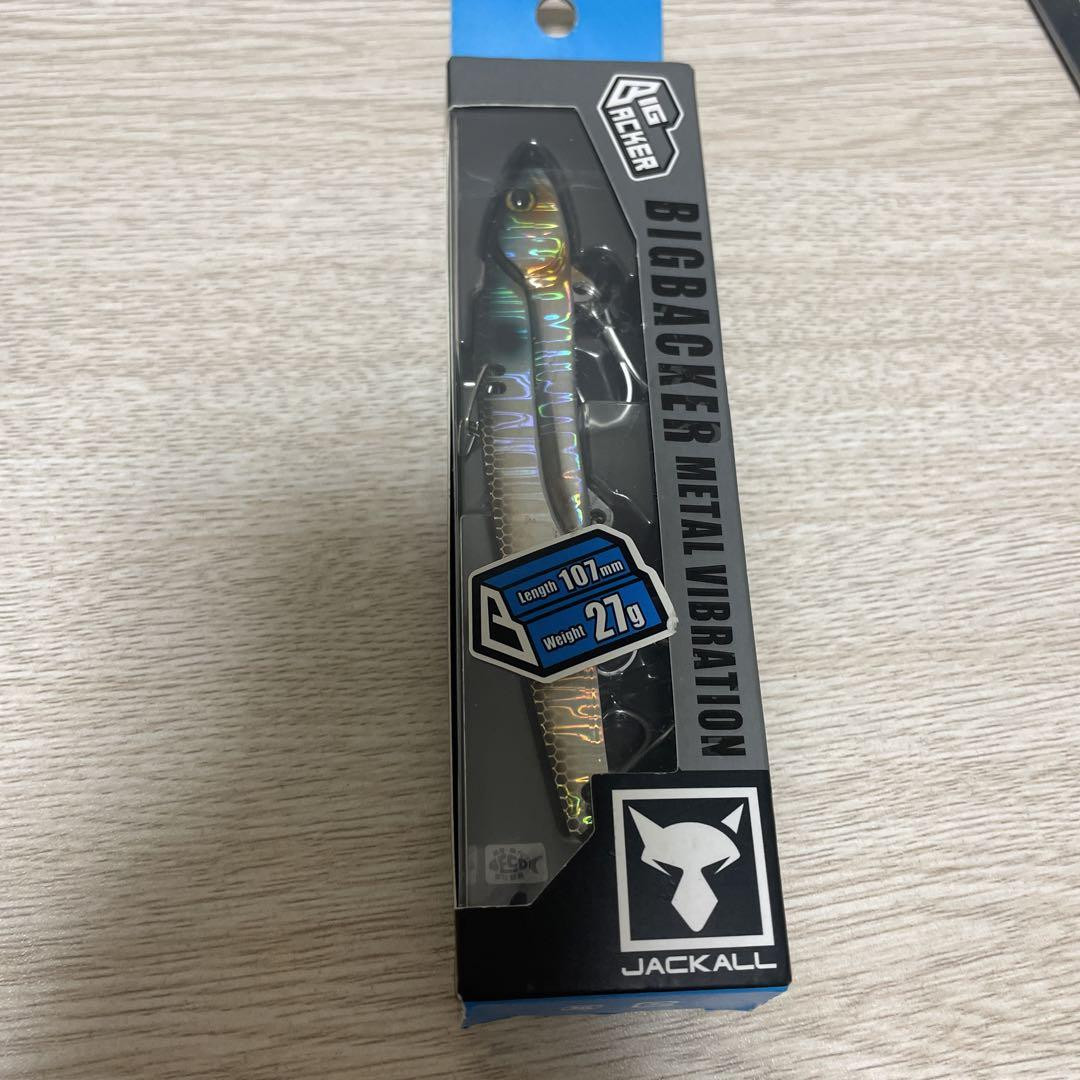 BIG
BACKER
BIGBACKER METAL VIBRATION
Length 107mm
Weight 27g
JACKALL